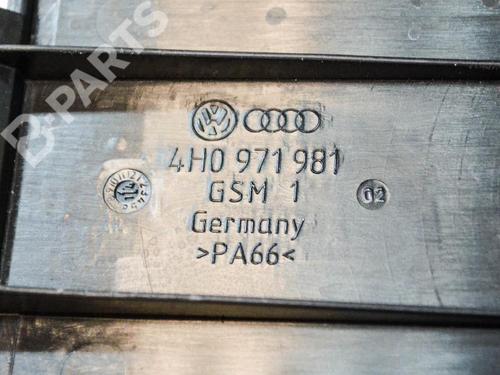 B-Parts
4H0 971 981
GSM 1
02
Germany
>PA66<